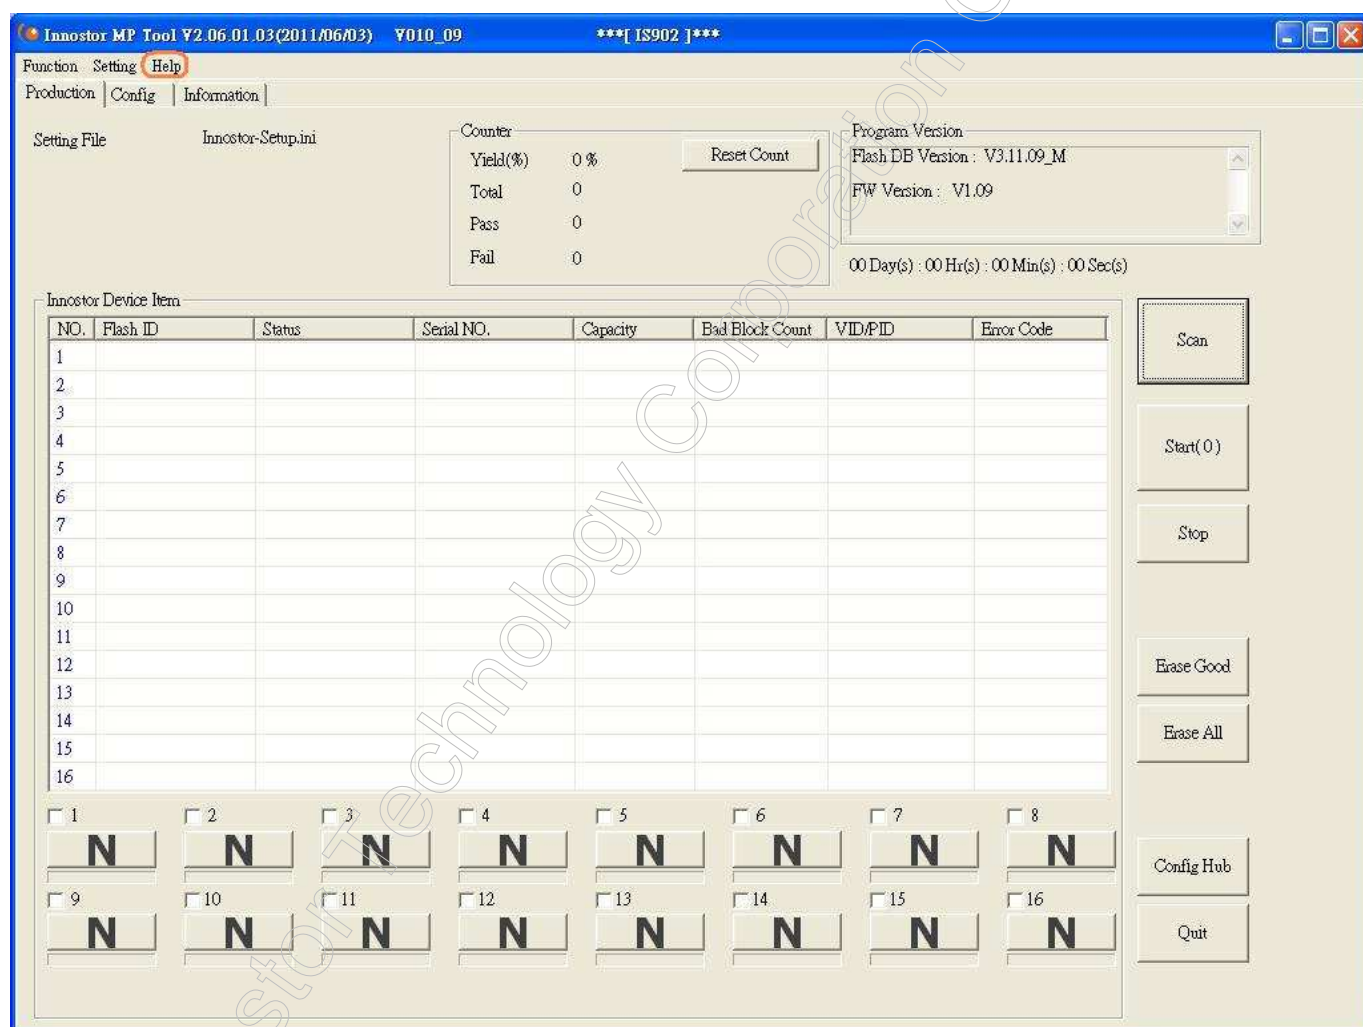 Innostor MP Tool V2.06.01.03(2011/06/03) V010_09 ***[ IS902 ]***
Function Setting Help
Production Config Information
Setting File Innostor-Setup.ini
Counter
Yield(%) 0 %
Reset Count
Total 0
Pass 0
Fail 0
Program Version
Flash DB Version : V3.11.09_M
FW Version : V1.09
00 Day(s) : 00 Hr(s) : 00 Min(s) : 00 Sec(s)
Innostor Device Item
NO. Flash ID Status Serial NO. Capacity Bad Block Count VID/PID Error Code
1
2
3
4
5
6
7
8
9
10
11
12
13
14
15
16
Scan
Start( 0 )
Stop
Erase Good
Erase All
Config Hub
Quit
1 2 3 4 5 6 7 8
N N N N N N N N
9 10 11 12 13 14 15 16
N N N N N N N N
stor Technology Corporation